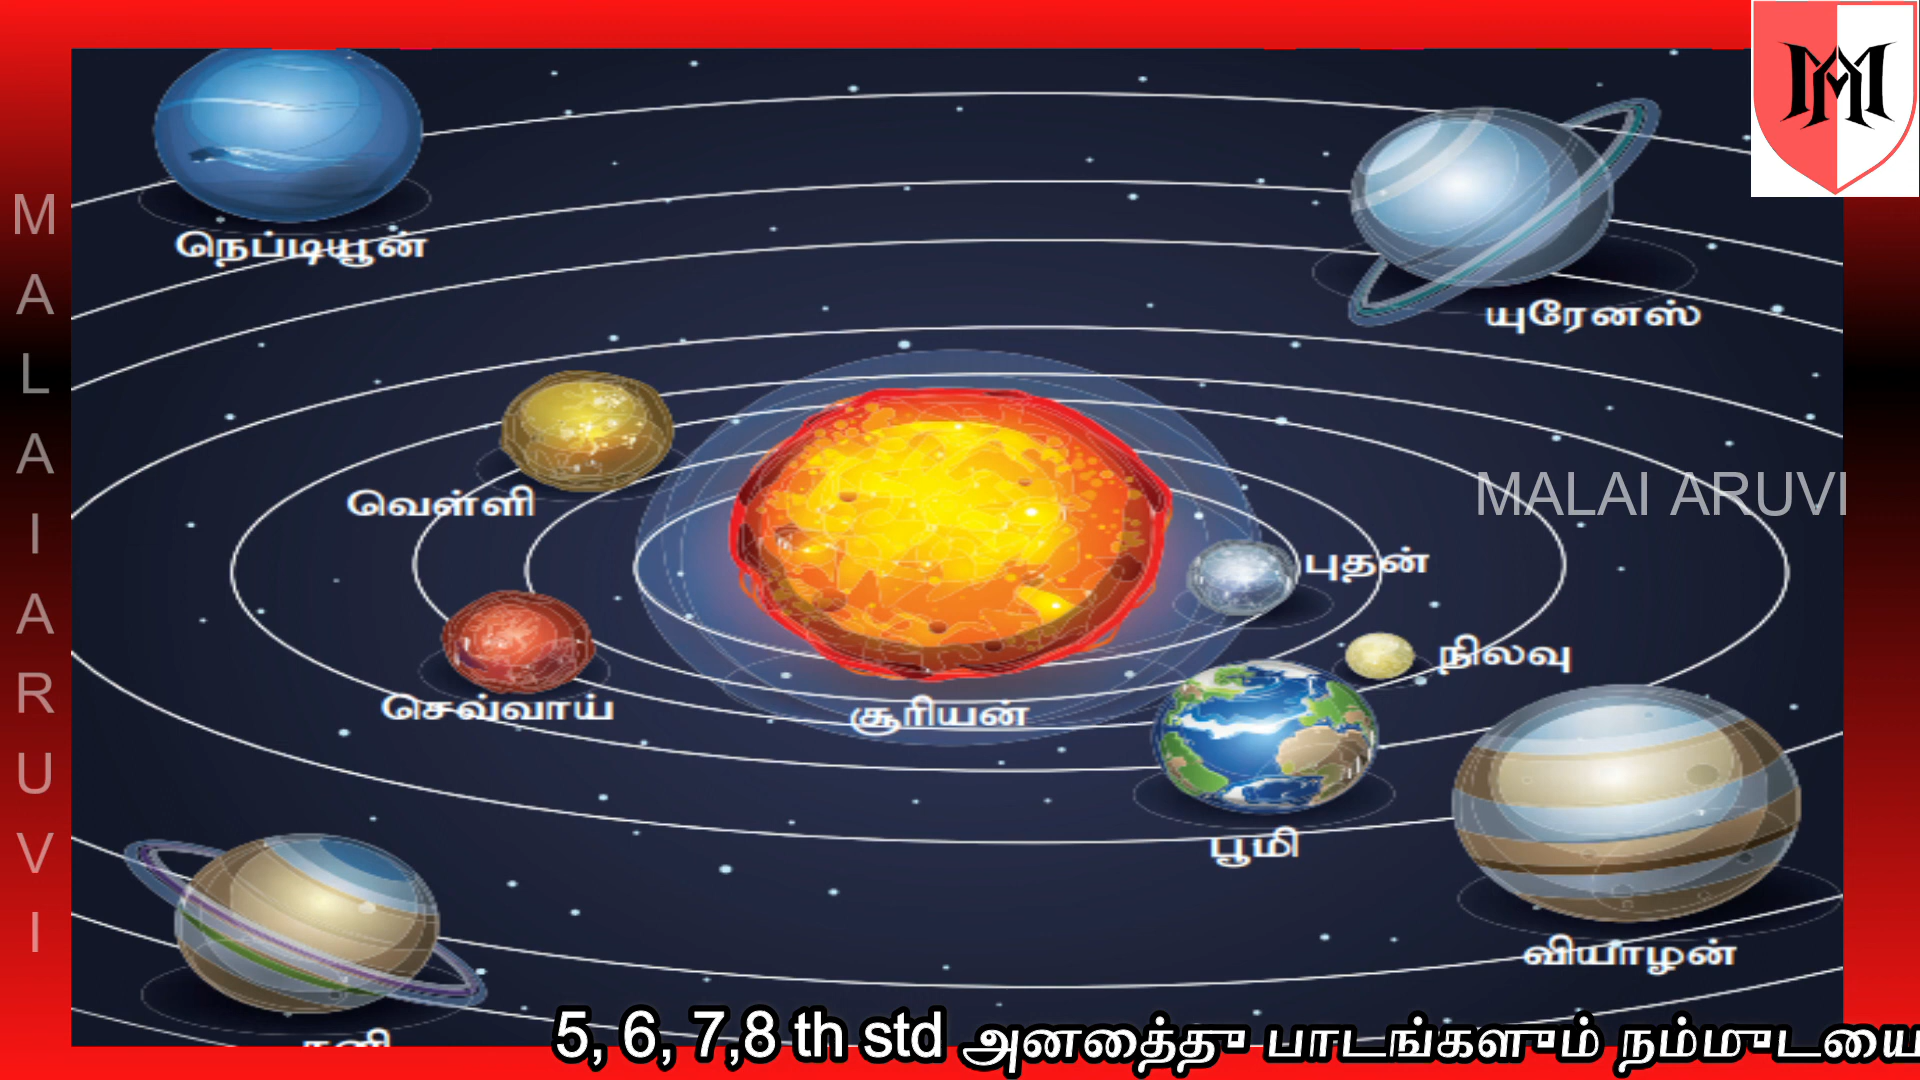 MALAIARUVI
நெப்டியூன்
யுரேனஸ்
வெள்ளி
MALAI ARUVI
புதன்
நிலவு
செவ்வாய்
சூரியன்
பூமி
வியாழன்
5, 6, 7,8 th std அனைத்து பாடங்களும் நம்முடைய